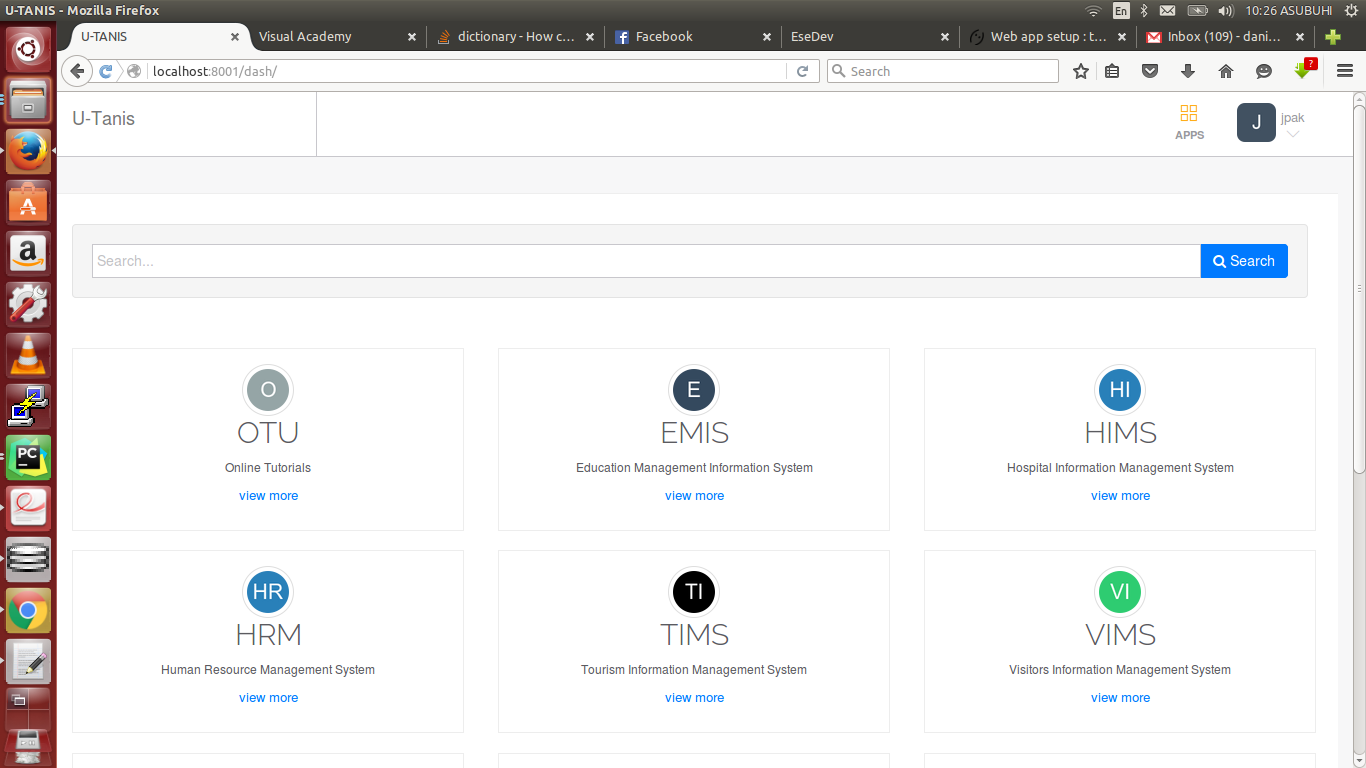 U-TANIS - Mozilla Firefox
En
10:26 ASUBUHI
U-TANIS
Visual Academy
dictionary - How c...
Facebook
EseDev
Web app setup : t...
Inbox (109) - dani...
localhost:8001/dash/
Search
?
U-Tanis
APPS
J
jpak
Search...
Search
O
OTU
Online Tutorials
view more
E
EMIS
Education Management Information System
view more
HI
HIMS
Hospital Information Management System
view more
HR
HRM
Human Resource Management System
view more
TI
TIMS
Tourism Information Management System
view more
VI
VIMS
Visitors Information Management System
view more
A
a
PC